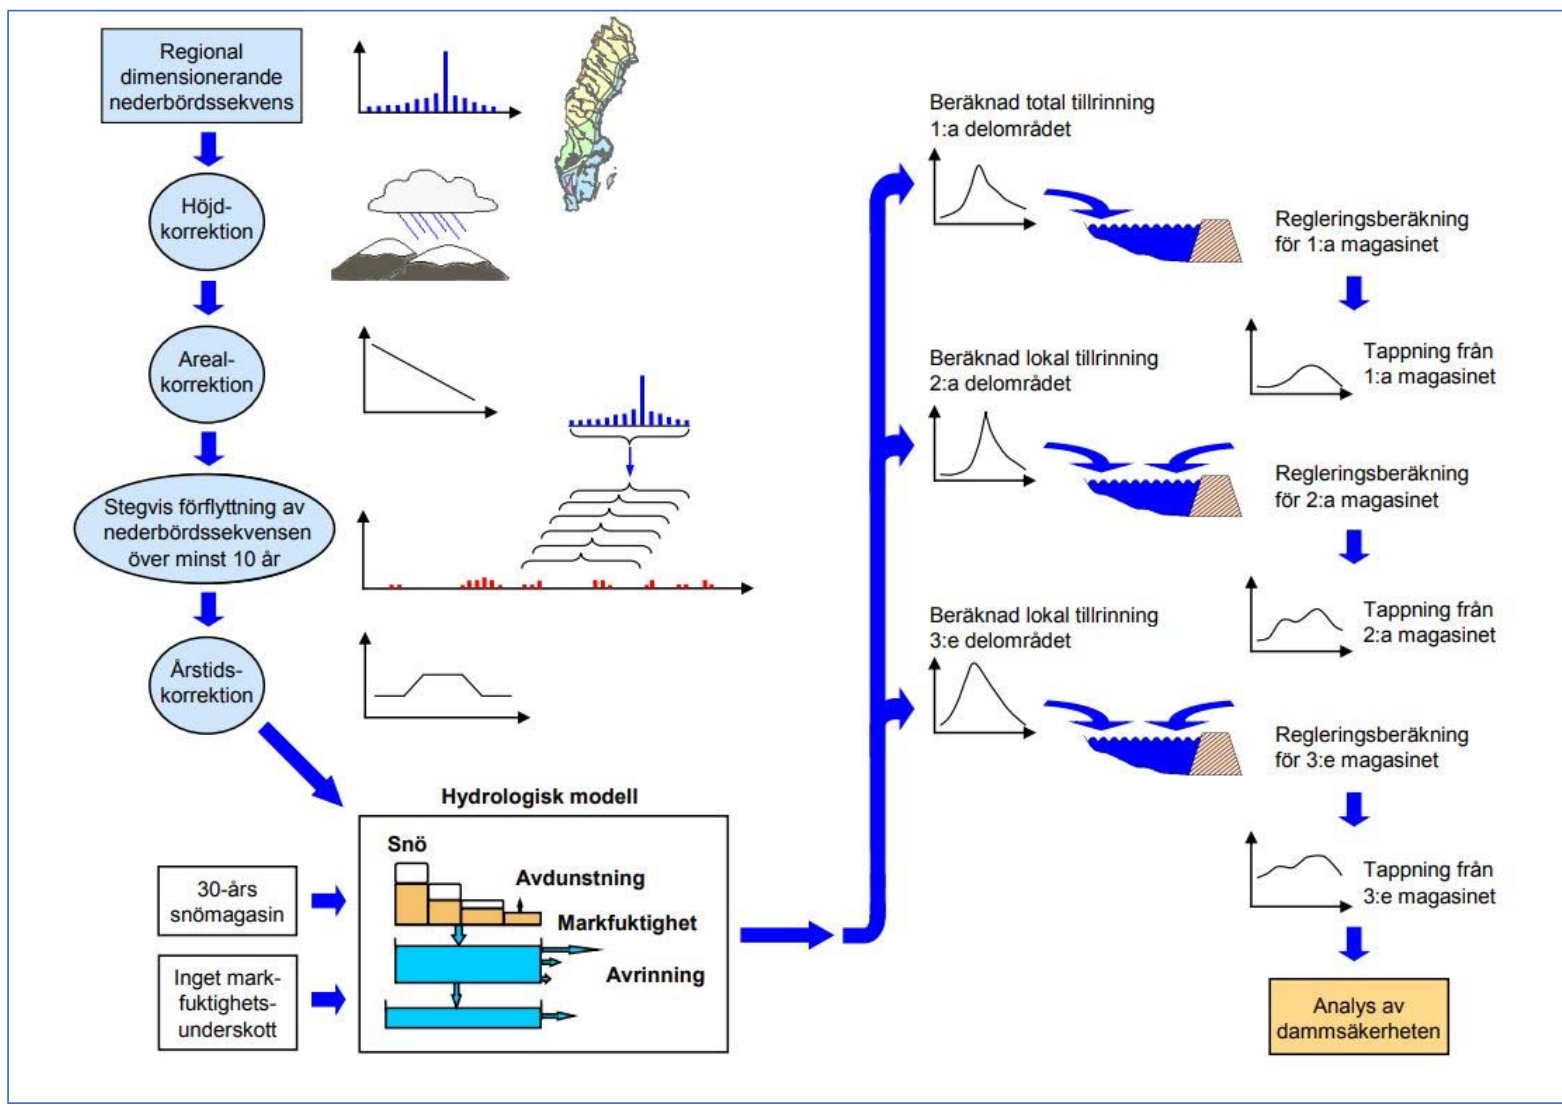 Regional
dimensionerande
nederbördssekvens
Höjd-
korrektion
Areal-
korrektion
Stegvis förflyttning av
nederbördssekvensen
över minst 10 år
Årstids-
korrektion
Hydrologisk modell
Snö
Avdunstning
Markfuktighet
Avrinning
30-års
snömagasin
Inget mark-
fuktighets-
underskott
Beräknad total tillrinning
1:a delområdet
Regleringsberäkning
för 1:a magasinet
Tappning från
1:a magasinet
Beräknad lokal tillrinning
2:a delområdet
Regleringsberäkning
för 2:a magasinet
Tappning från
2:a magasinet
Beräknad lokal tillrinning
3:e delområdet
Regleringsberäkning
för 3:e magasinet
Tappning från
3:e magasinet
Analys av
dammsäkerheten